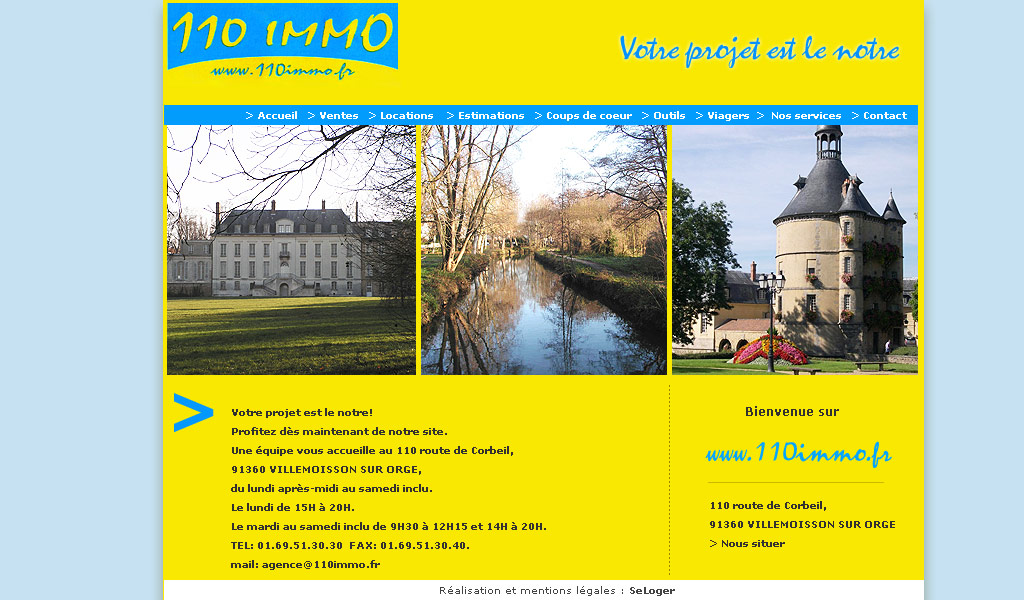 110 IMMO
www.110immo.fr
Votre projet est le notre
> Accueil > Ventes > Locations > Estimations > Coups de coeur > Outils > Viagers > Nos services > Contact
>
Votre projet est le notre!
Profitez dès maintenant de notre site.
Une équipe vous accueille au 110 route de Corbeil,
91360 VILLEMOISSON SUR ORGE,
du lundi après-midi au samedi inclu.
Le lundi de 15H à 20H.
Le mardi au samedi inclu de 9H30 à 12H15 et 14H à 20H.
TEL: 01.69.51.30.30 FAX: 01.69.51.30.40.
mail: agence@110immo.fr
Bienvenue sur
www.110immo.fr
110 route de Corbeil,
91360 VILLEMOISSON SUR ORGE
> Nous situer
Réalisation et mentions légales : SeLoger